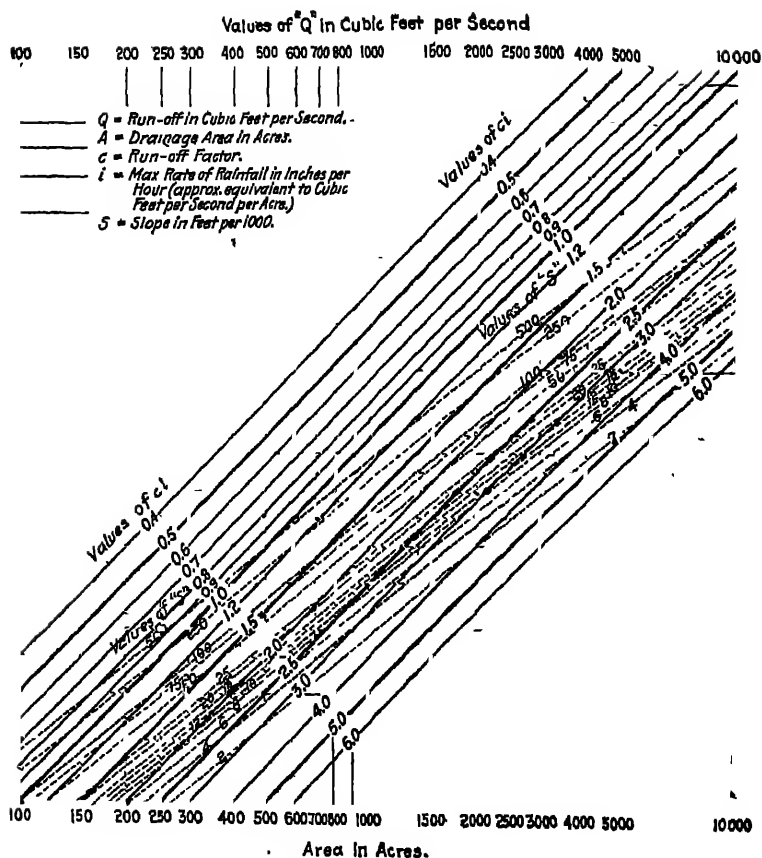 Values of "Q" in Cubic Feet per Second
100 150 200 250 300 400 500 600 700 800 1000 1500 2000 2500 3000 4000 5000 10000
Q = Run-off in Cubic Feet per Second.
A = Drainage Area in Acres.
c = Run-off Factor.
i = Max Rate of Rainfall in Inches per
Hour (approx. equivalent to Cubic
Feet per Second per Acre.)
S = Slope in Feet per 1000.
Values of ci
0.4
0.5
0.6
0.7
0.8
0.9
1.0
1.2
1.5
2.0
2.5
3.0
4.0
5.0
6.0
Values of "S"
500
250
100
75
50
4
2
Values of ci
0.4
0.5
0.6
0.7
0.8
0.9
1.0
1.2
1.5
2.0
2.5
3.0
4.0
5.0
6.0
Values of "S"
100
25
6
8
2
100 150 200 250 300 400 500 600 700 800 1000 1500 2000 2500 3000 4000 5000 10000
Area in Acres.